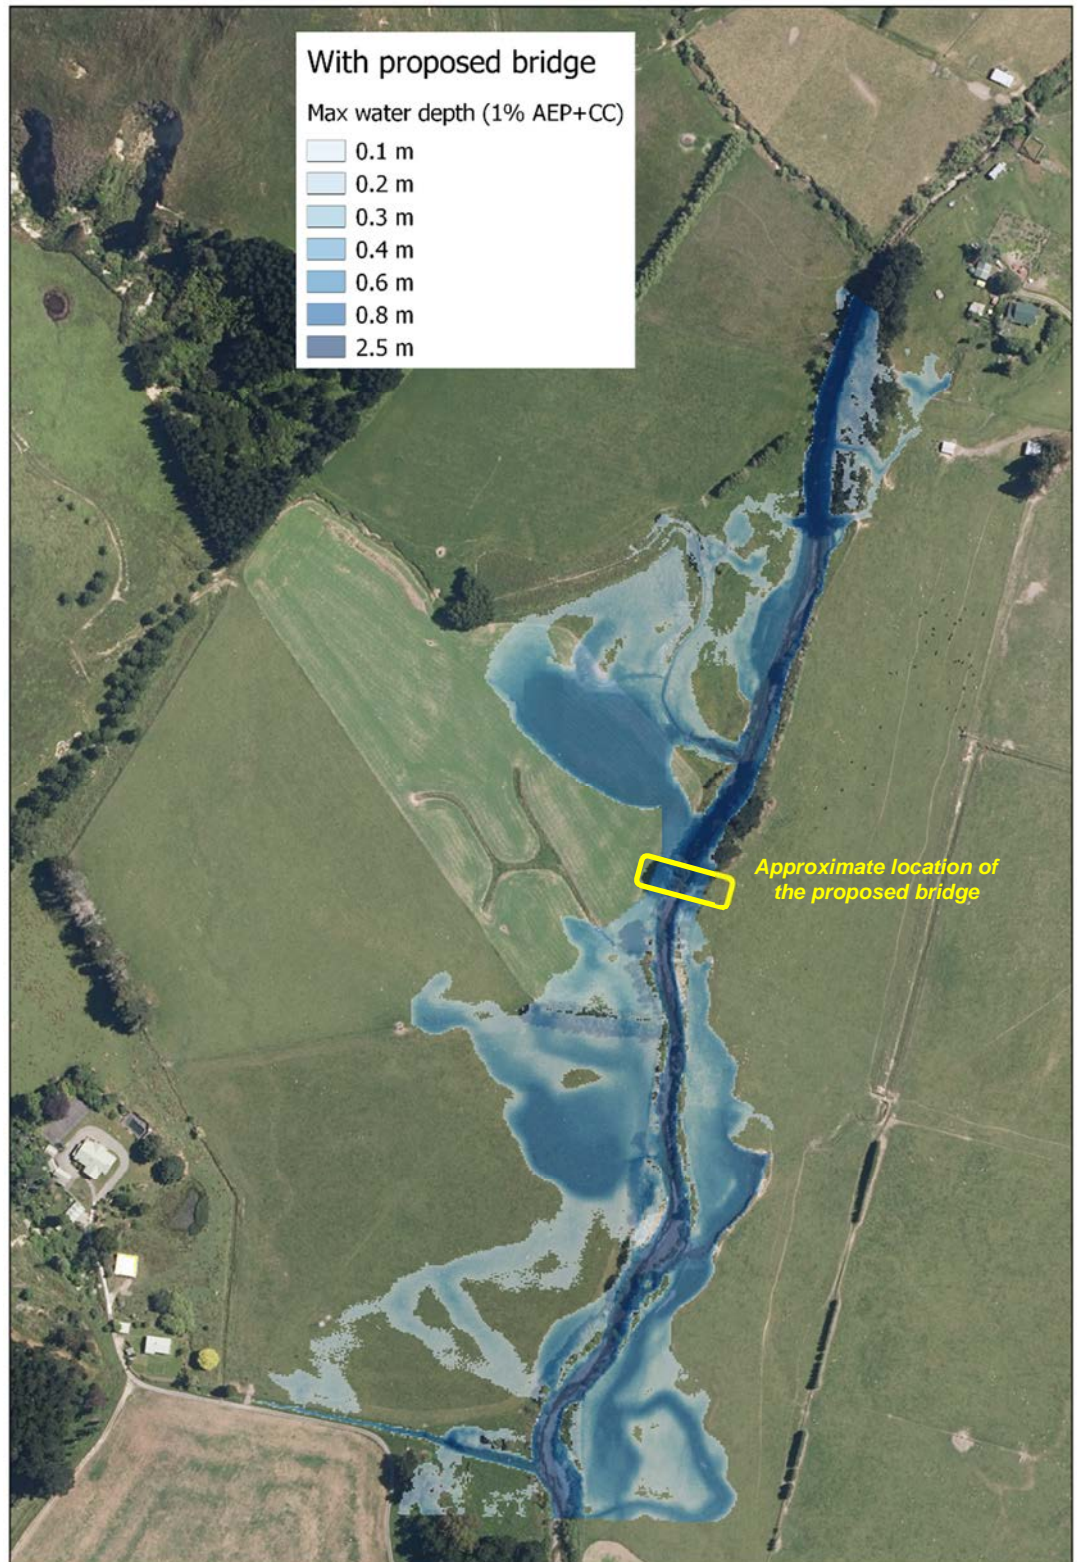 With proposed bridge
Max water depth (1% AEP+CC)
0.1 m
0.2 m
0.3 m
0.4 m
0.6 m
0.8 m
2.5 m
Approximate location of
the proposed bridge